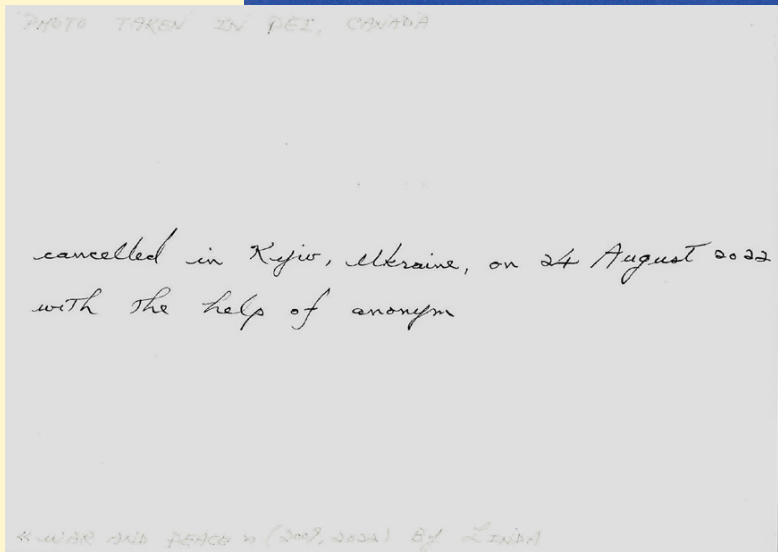 PHOTO TAKEN IN PEI, CANADA
cancelled in Kyiv, Ukraine, on 24 August 2022
with the help of anonym
« WAR AND PEACE » (2009, 2022) By LINDA